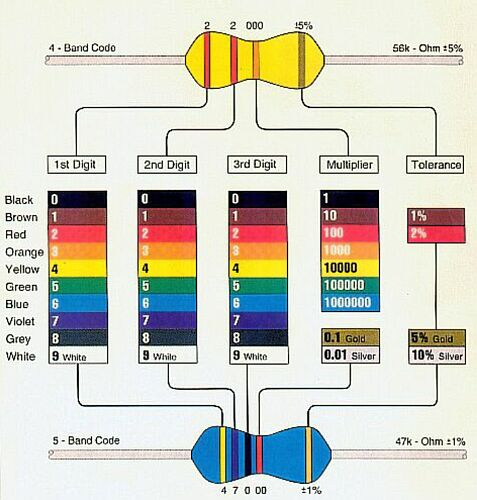 2 2 000 ±5%
4 - Band Code
56k - Ohm ±5%
1st Digit 2nd Digit 3rd Digit Multiplier Tolerance
Black 0 0 0 1
Brown 1 1 1 10 1%
Red 2 2 2 100 2%
Orange 3 3 3 1000
Yellow 4 4 4 10000
Green 5 5 5 100000
Blue 6 6 6 1000000
Violet 7 7 7
Grey 8 8 8 0.1 Gold 5% Gold
White 9 White 9 White 9 White 0.01 Silver 10% Silver
5 - Band Code
47k - Ohm ±1%
4 7 0 00 ±1%